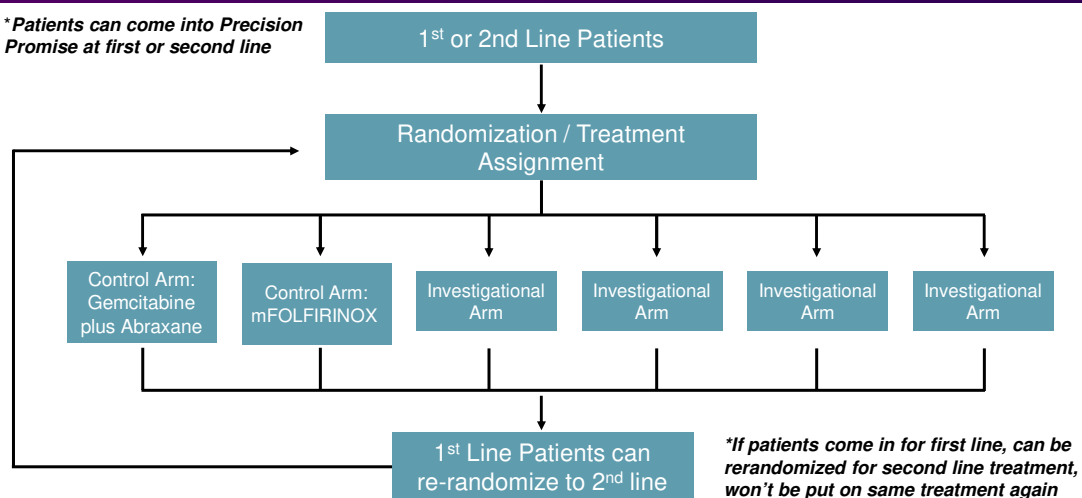 *Patients can come into Precision
Promise at first or second line
1st or 2nd Line Patients
Randomization / Treatment
Assignment
Control Arm:
Gemcitabine
plus Abraxane
Control Arm:
mFOLFIRINOX
Investigational
Arm
Investigational
Arm
Investigational
Arm
Investigational
Arm
1st Line Patients can
re-randomize to 2nd line
*If patients come in for first line, can be
rerandomized for second line treatment,
won't be put on same treatment again